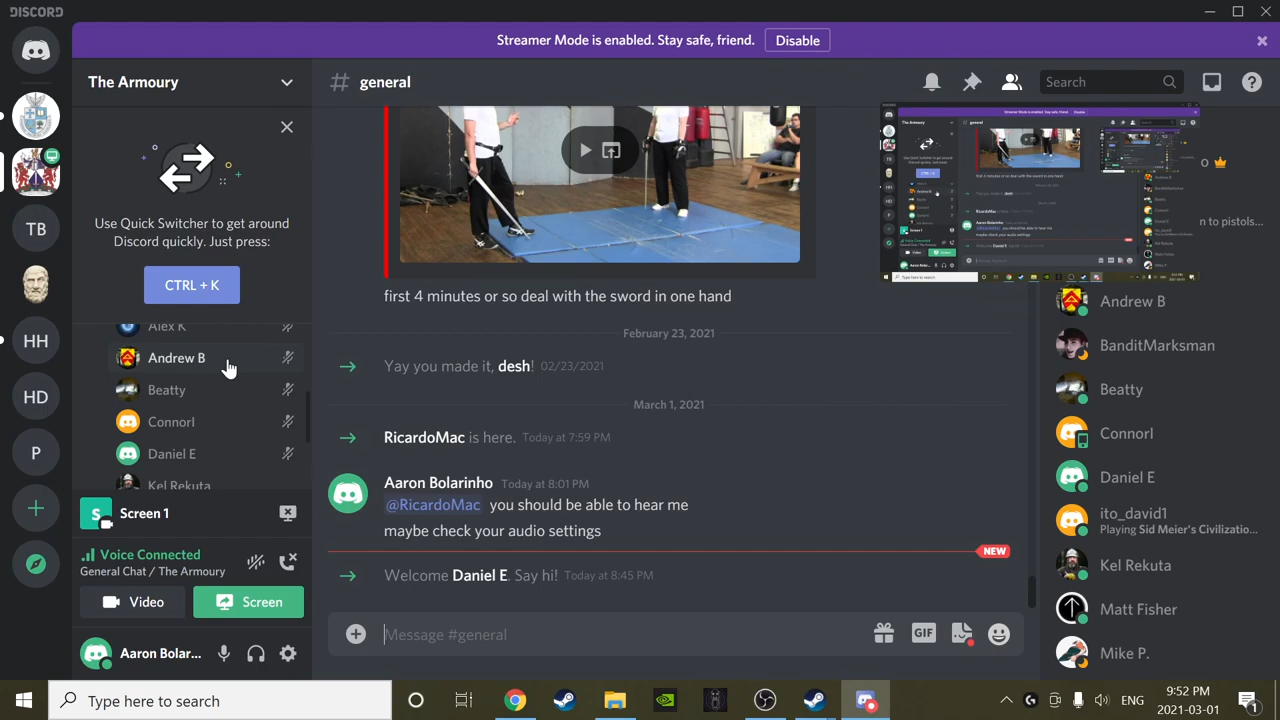 DISCORD
Streamer Mode is enabled. Stay safe, friend.
Disable
The Armoury
general
Search
Use Quick Switcher to get around
Discord quickly. Just press:
CTRL + K
Alex K
Andrew B
Beatty
Connorl
Daniel E
Kel Rekuta
Screen 1
Voice Connected
General Chat / The Armoury
Video
Screen
Aaron Bolar...
TB
HH
HD
P
first 4 minutes or so deal with the sword in one hand
February 23, 2021
Yay you made it, desh! 02/23/2021
March 1, 2021
RicardoMac is here. Today at 7:59 PM
Aaron Bolarinho Today at 8:01 PM
@RicardoMac you should be able to hear me
maybe check your audio settings
NEW
Welcome Daniel E. Say hi! Today at 8:45 PM
Message #general
GIF
n to pistols...
Andrew B
BanditMarksman
Beatty
Connorl
Daniel E
ito_david1
Playing Sid Meier's Civilizatio...
Kel Rekuta
Matt Fisher
Mike P.
Type here to search
ENG
9:52 PM
2021-03-01
1